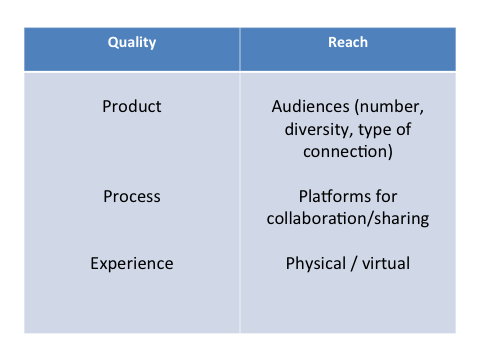 Quality Reach
Product Audiences (number,
diversity, type of
connection)
Process Platforms for
collaboration/sharing
Experience Physical / virtual